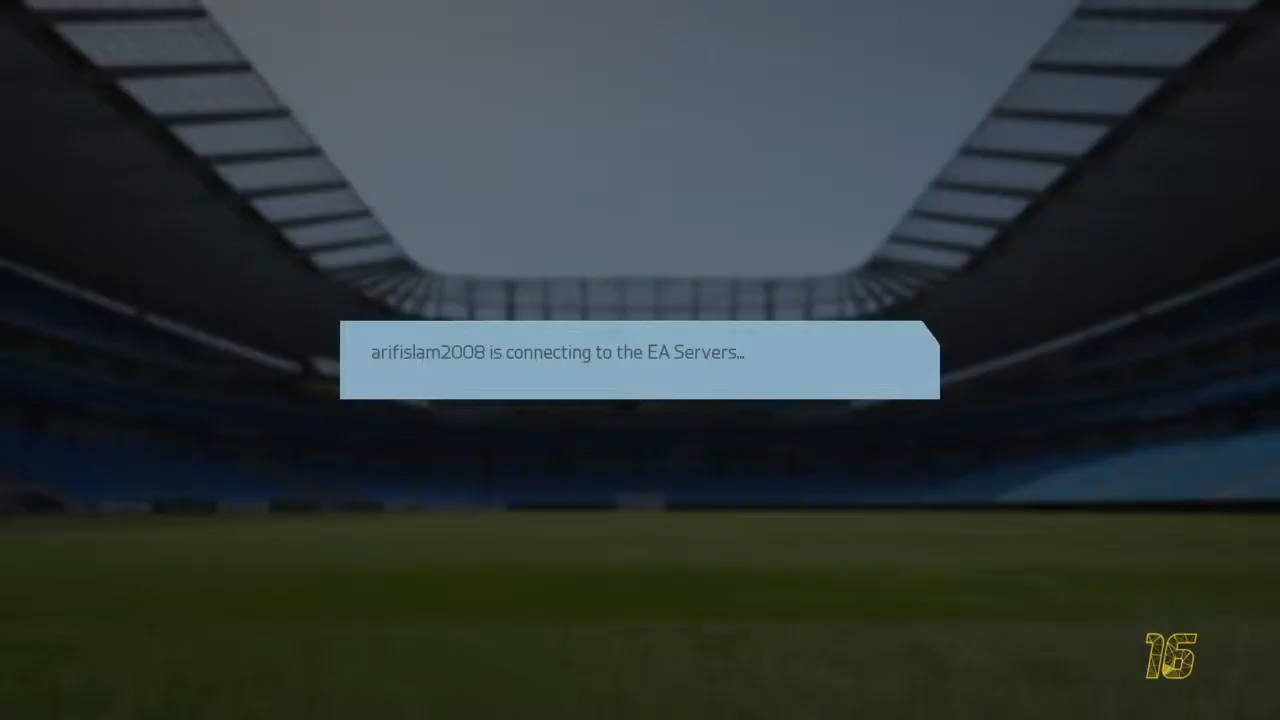 arifislam2008 is connecting to the EA Servers...
16